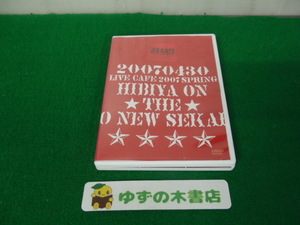 20070430
LIVE CAFE 2007 SPRING
HIBIYA ON
★THE★
O NEW SEKAI
ゆずの木書店